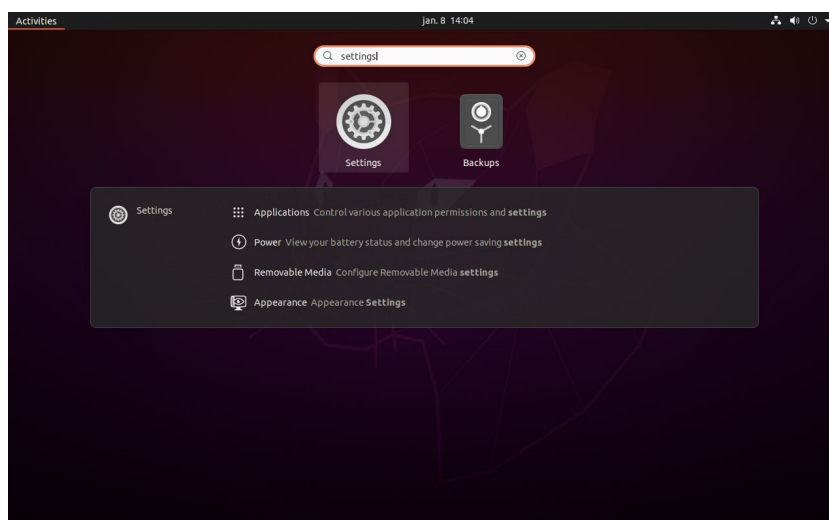 Activities jan. 8 14:04
settings
Settings Backups
Settings
Applications Control various application permissions and settings
Power View your battery status and change power saving settings
Removable Media Configure Removable Media settings
Appearance Appearance Settings